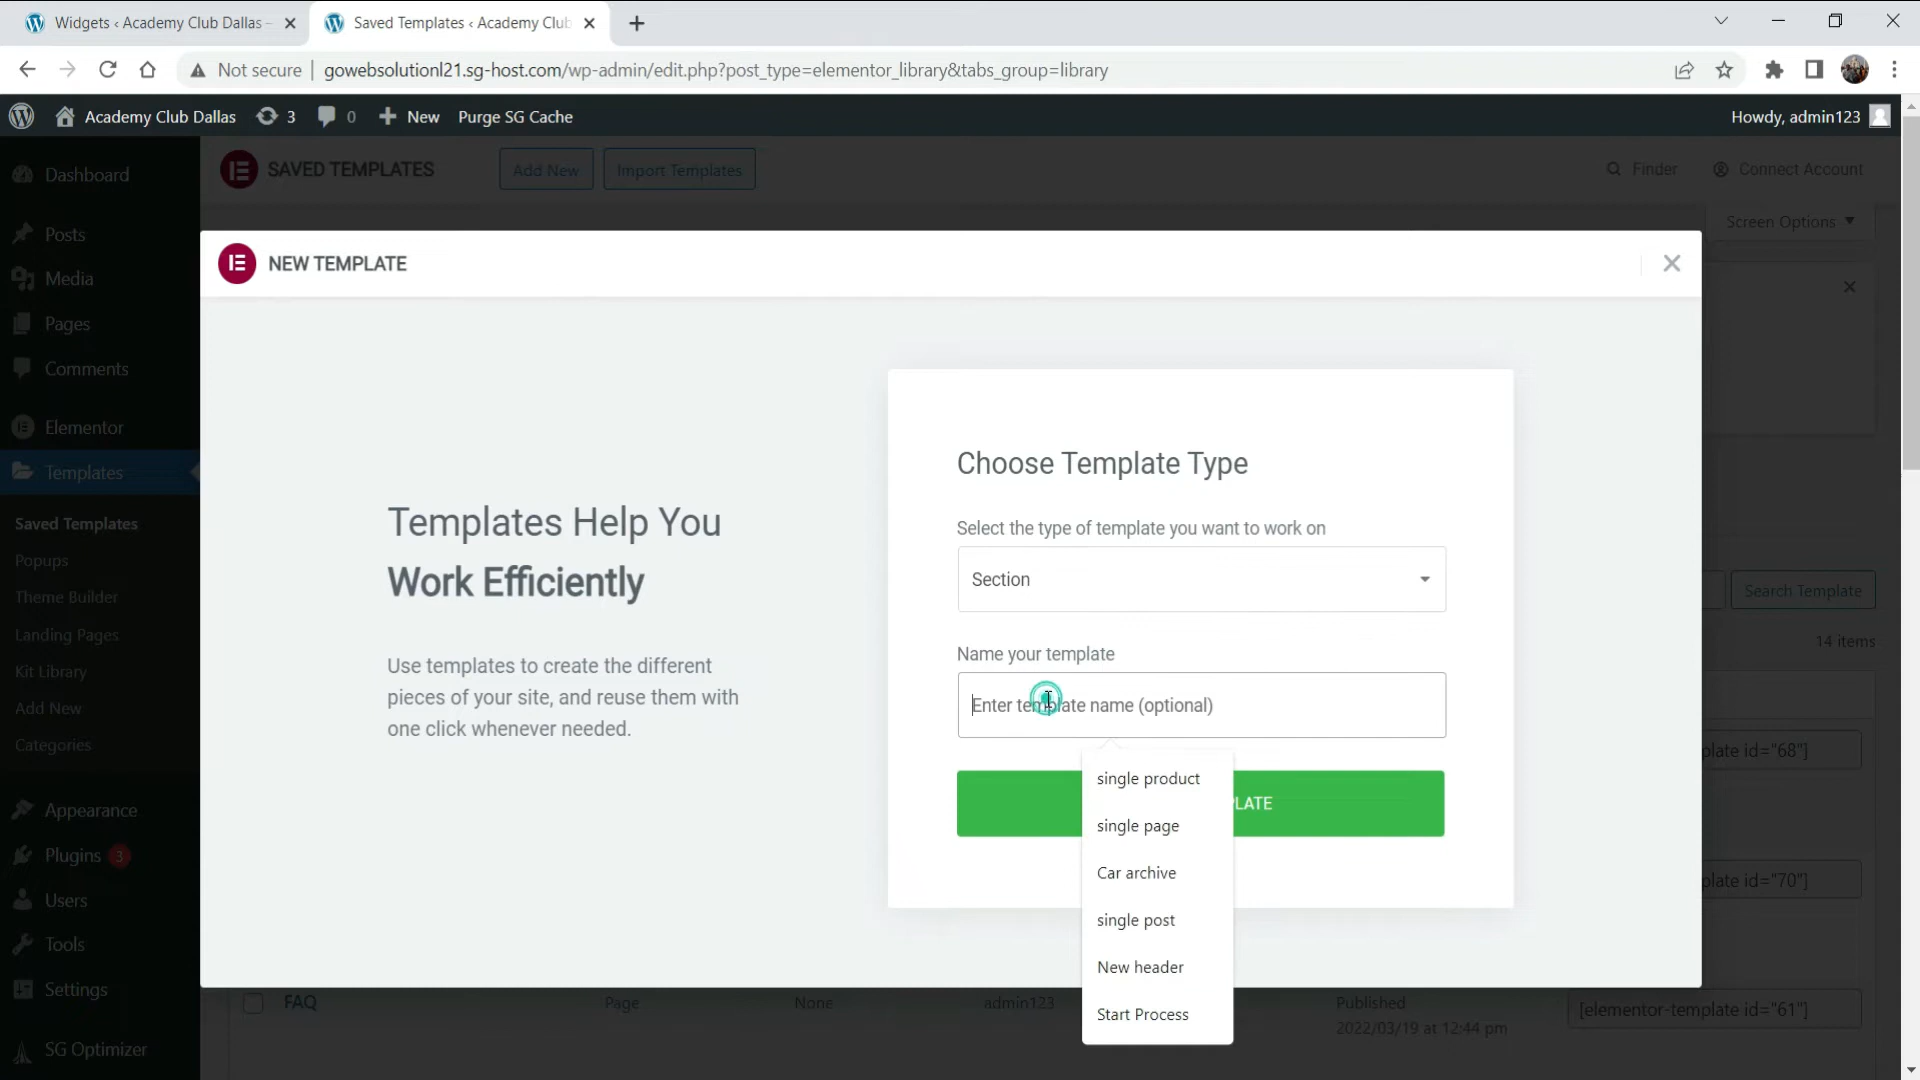 Widgets ‹ Academy Club Dallas –
Saved Templates ‹ Academy Club
Not secure
gowebsolutionl21.sg-host.com/wp-admin/edit.php?post_type=elementor_library&tabs_group=library
Academy Club Dallas
3
0
New
Purge SG Cache
Howdy, admin123
Dashboard
Posts
Media
Pages
Comments
Elementor
Templates
Saved Templates
Popups
Theme Builder
Landing Pages
Kit Library
Add New
Categories
Appearance
Plugins 3
Users
Tools
Settings
SG Optimizer
SAVED TEMPLATES
Add New
Import Templates
Finder
Connect Account
Screen Options
NEW TEMPLATE
Templates Help You
Work Efficiently
Use templates to create the different
pieces of your site, and reuse them with
one click whenever needed.
Choose Template Type
Select the type of template you want to work on
Section
Name your template
Enter template name (optional)
PLATE
single product
single page
Car archive
single post
New header
Start Process
Search Template
14 items
plate id="68"]
plate id="70"]
FAQ
Page
None
admin123
Published
2022/03/19 at 12:44 pm
[elementor-template id="61"]